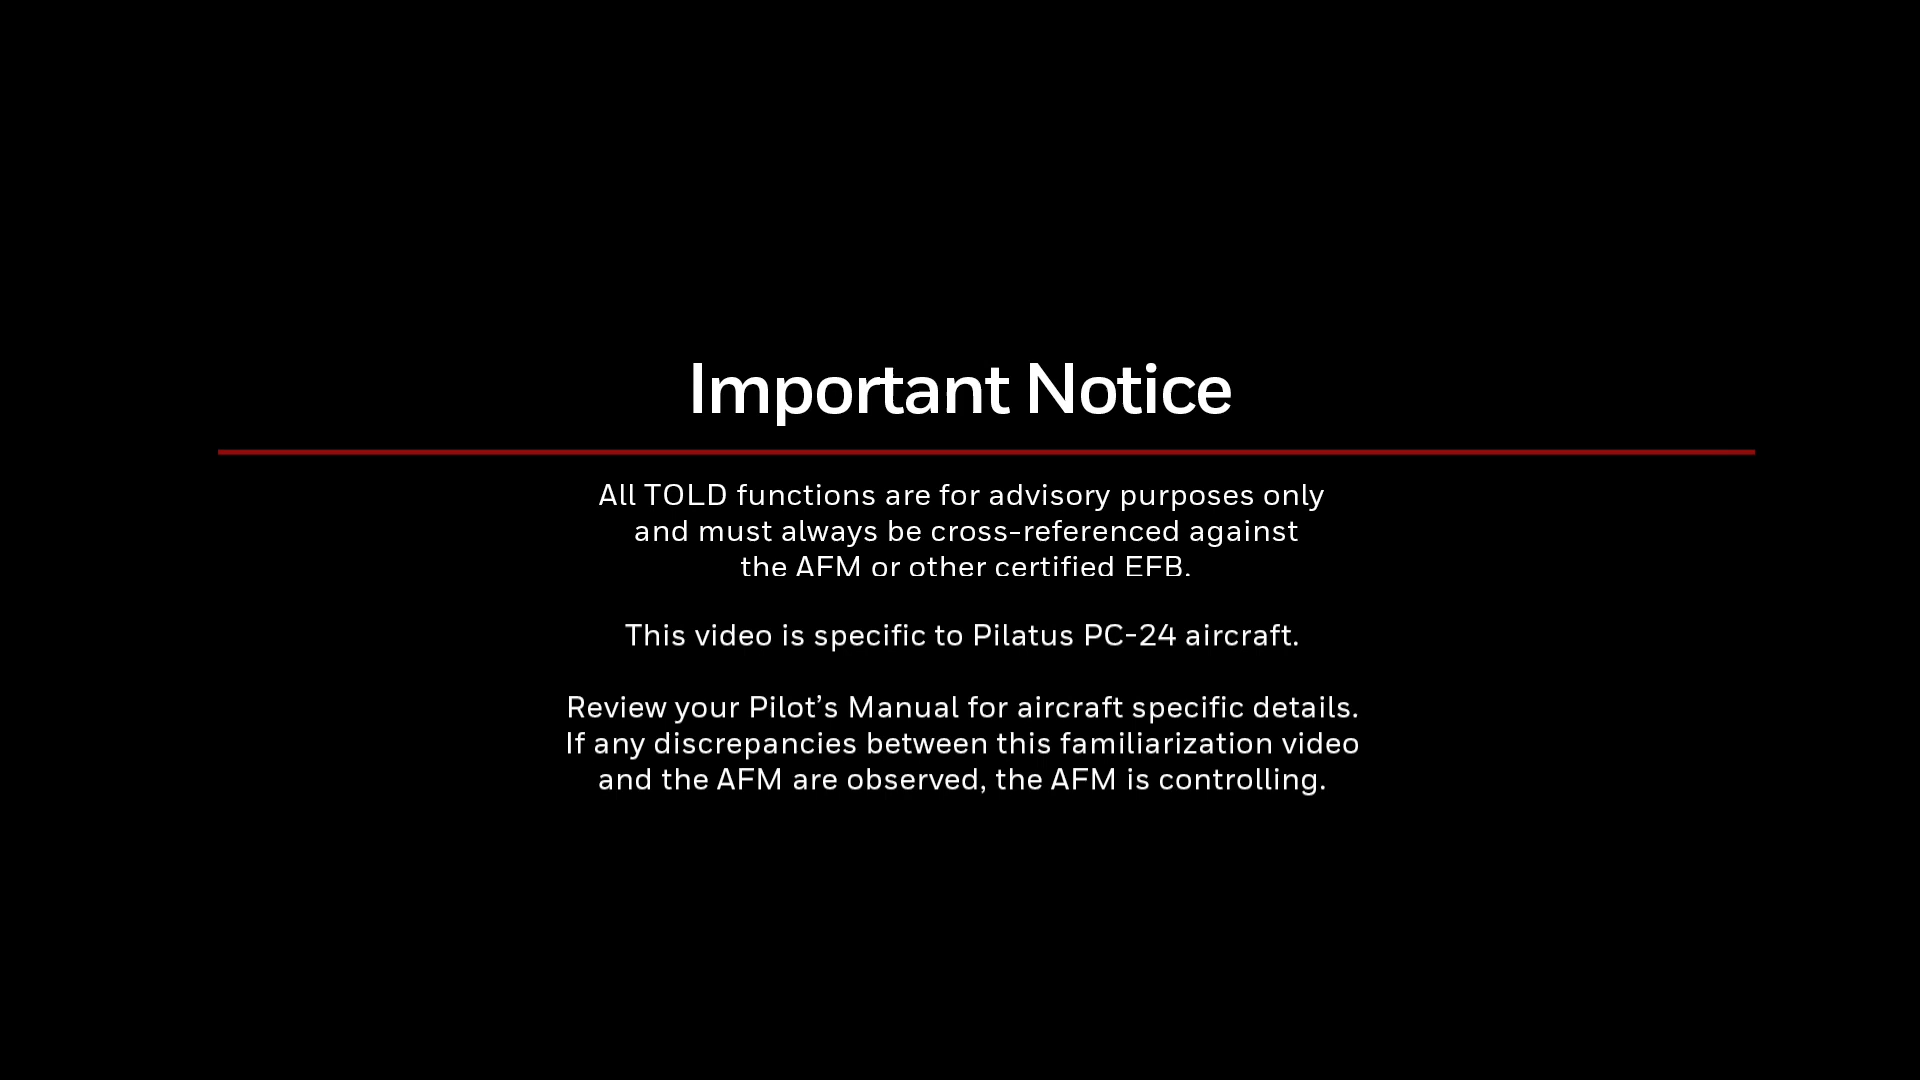 Important Notice
All TOLD functions are for advisory purposes only
and must always be cross-referenced against
the AFM or other certified EFB.
This video is specific to Pilatus PC-24 aircraft.
Review your Pilot’s Manual for aircraft specific details.
If any discrepancies between this familiarization video
and the AFM are observed, the AFM is controlling.